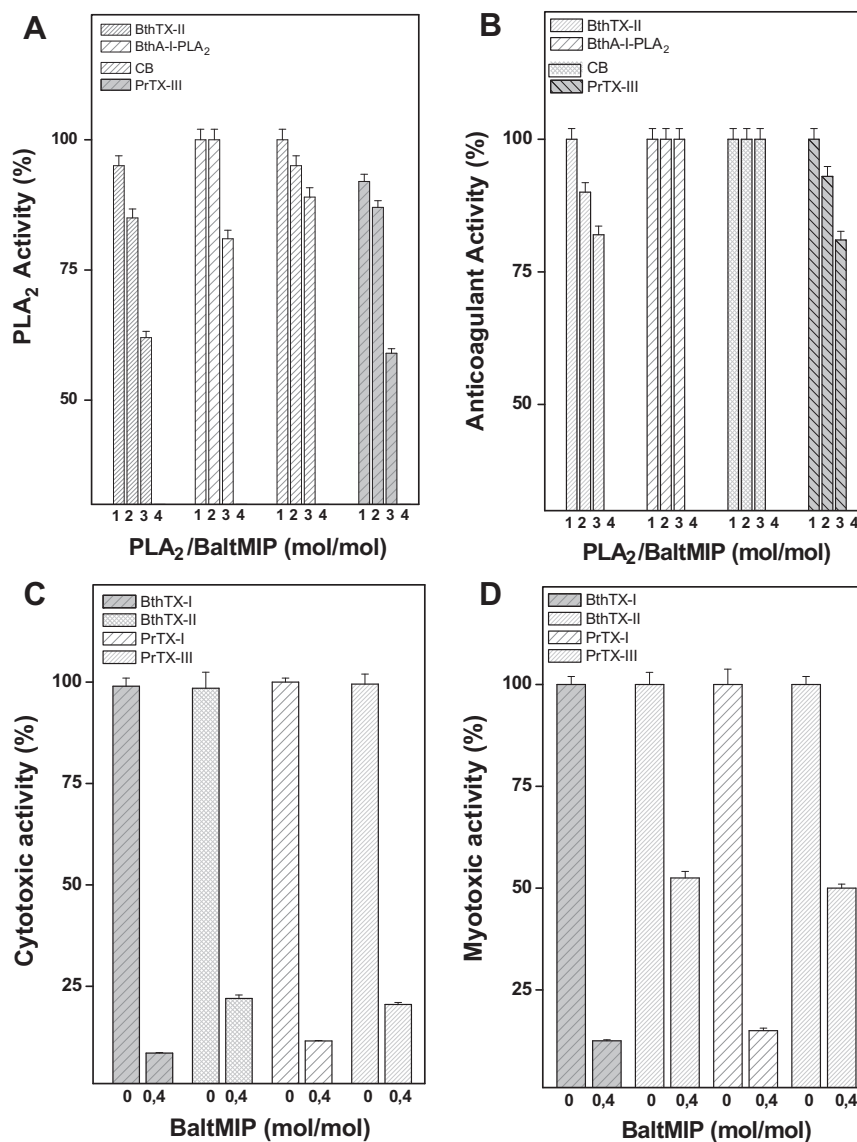 A
BthTX-II
BthA-I-PLA₂
CB
PrTX-III
PLA₂ Activity (%)
100
75
50
1 2 3 4 1 2 3 4 1 2 3 4 1 2 3 4
PLA₂/BaltMIP (mol/mol)
B
BthTX-II
BthA-I-PLA₂
CB
PrTX-III
Anticoagulant Activity (%)
100
75
50
1 2 3 4 1 2 3 4 1 2 3 4 1 2 3 4
PLA₂/BaltMIP (mol/mol)
C
BthTX-I
BthTX-II
PrTX-I
PrTX-III
Cytotoxic activity (%)
100
75
50
25
0 0,4 0 0,4 0 0,4 0 0,4
BaltMIP (mol/mol)
D
BthTX-I
BthTX-II
PrTX-I
PrTX-III
Myotoxic activity (%)
100
75
50
25
0 0,4 0 0,4 0 0,4 0 0,4
BaltMIP (mol/mol)